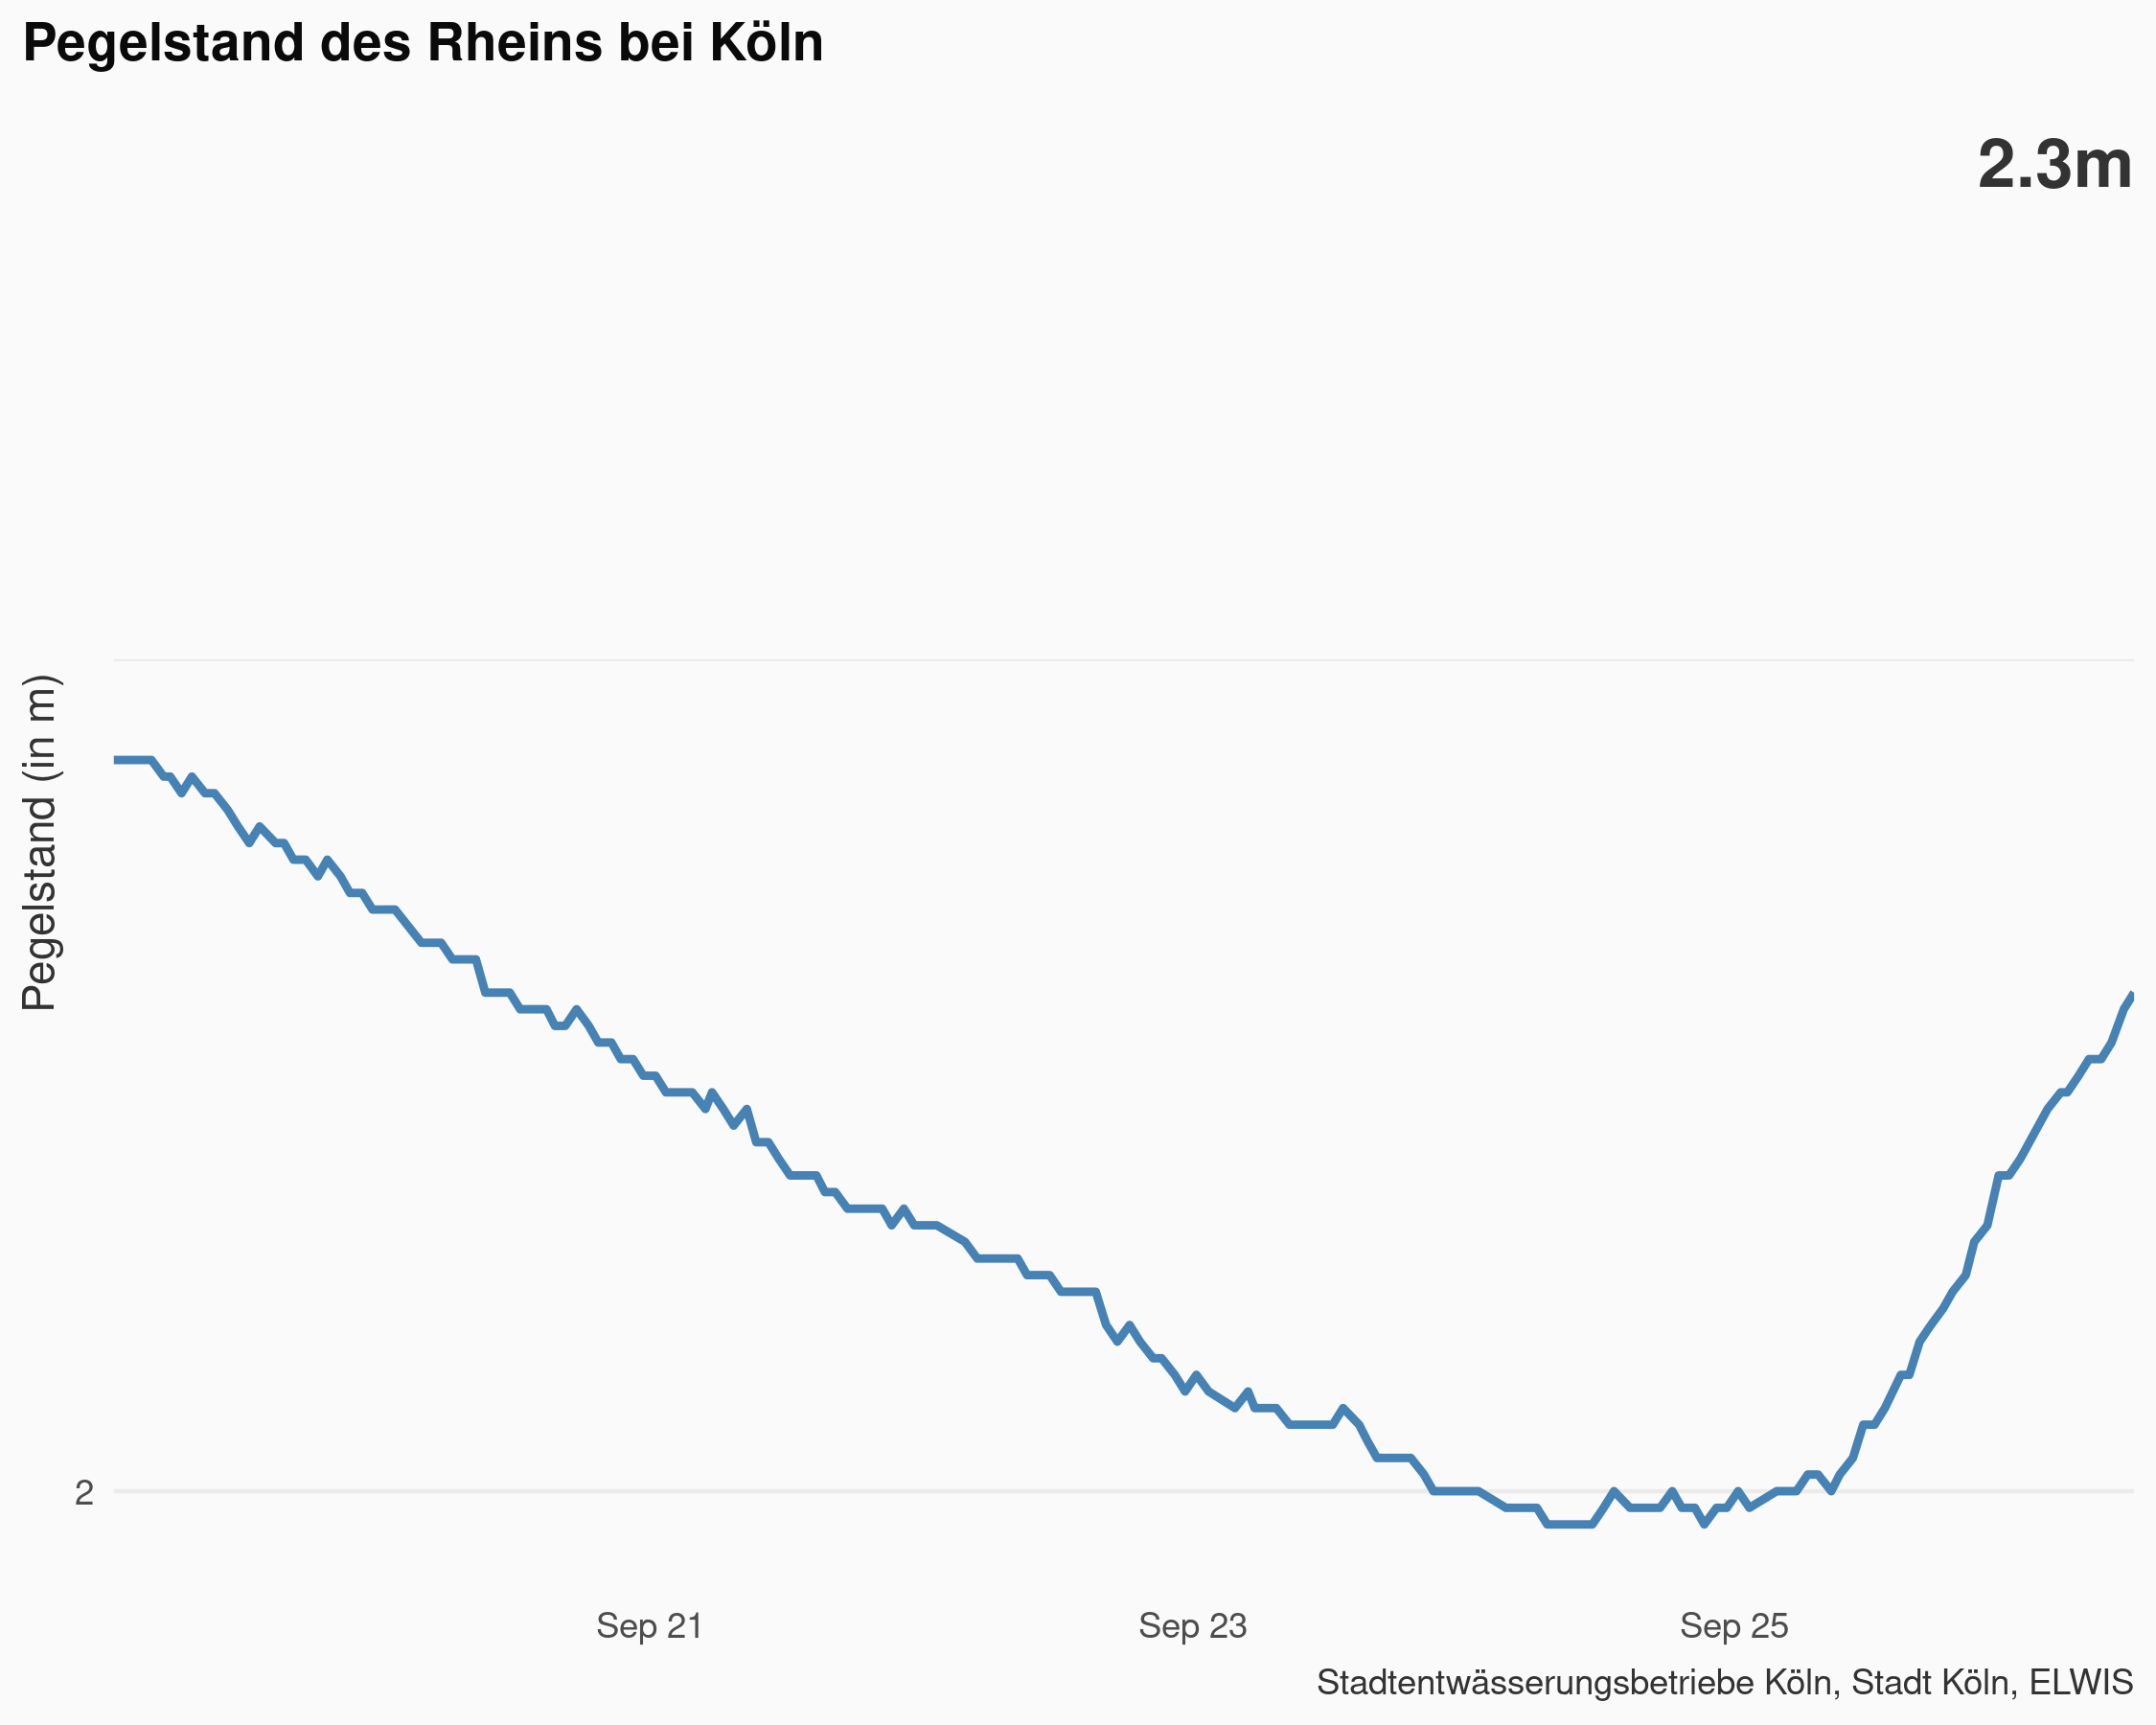 Pegelstand des Rheins bei Köln
2.3m
Pegelstand (in m)
2
Sep 21
Sep 23
Sep 25
Stadtentwässerungsbetriebe Köln, Stadt Köln, ELWIS